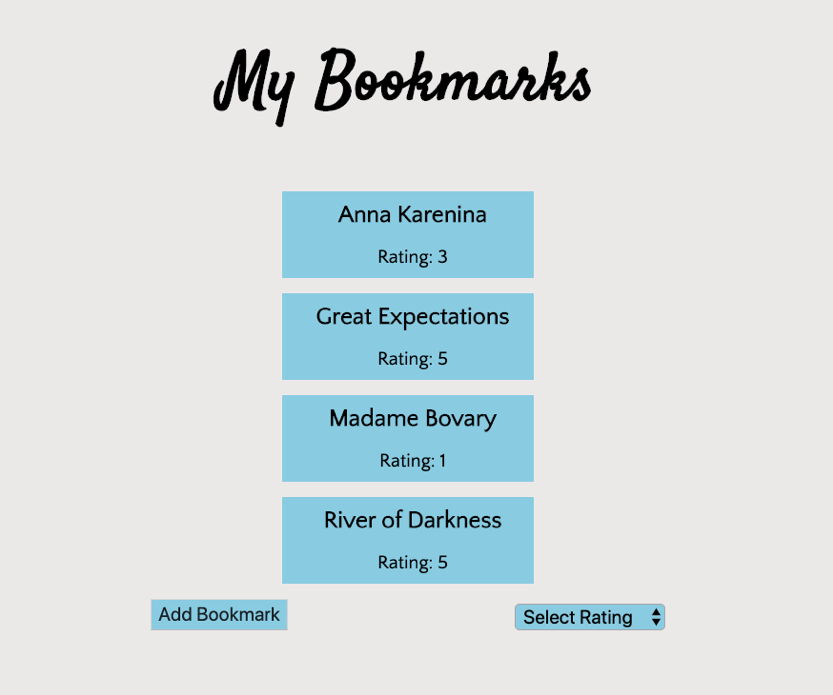 My Bookmarks
Anna Karenina
Rating: 3
Great Expectations
Rating: 5
Madame Bovary
Rating: 1
River of Darkness
Rating: 5
Add Bookmark
Select Rating